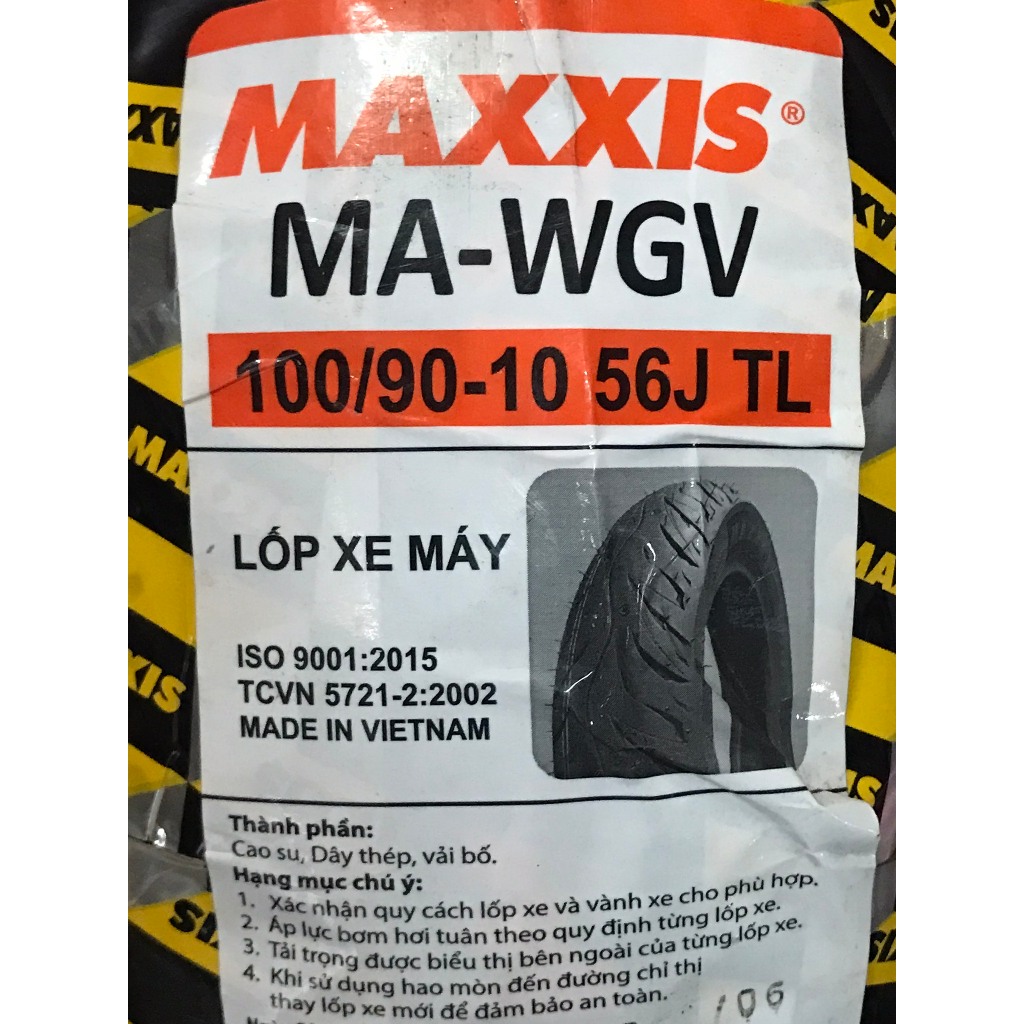 MAXXIS®
MA-WGV
100/90-10 56J TL
LỐP XE MÁY
ISO 9001:2015
TCVN 5721-2:2002
MADE IN VIETNAM
Thành phần:
Cao su, Dây thép, vải bố.
Hạng mục chú ý:
1. Xác nhận quy cách lốp xe và vành xe cho phù hợp.
2. Áp lực bơm hơi tuân theo quy định từng lốp xe.
3. Tải trọng được biểu thị bên ngoài của từng lốp xe.
4. Khi sử dụng hao mòn đến đường chỉ thị
thay lốp xe mới để đảm bảo an toàn.
106